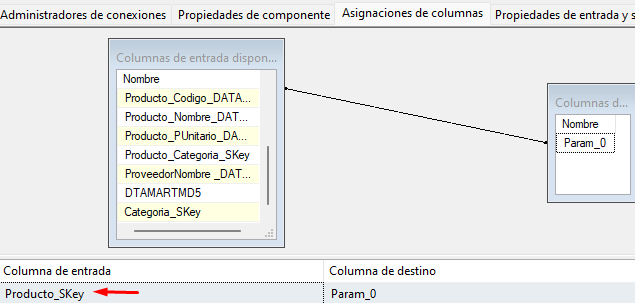 Administradores de conexiones Propiedades de componente Asignaciones de columnas Propiedades de entrada y s
Columnas de entrada dispon...
Nombre
Producto_Codigo_DATA...
Producto_Nombre_DAT...
Producto_PUnitario_DA...
Producto_Categoria_SKey
ProveedorNombre _DAT...
DTAMARTMD5
Categoria_SKey
Columnas d...
Nombre
Param_0
Columna de entrada Columna de destino
Producto_SKey Param_0